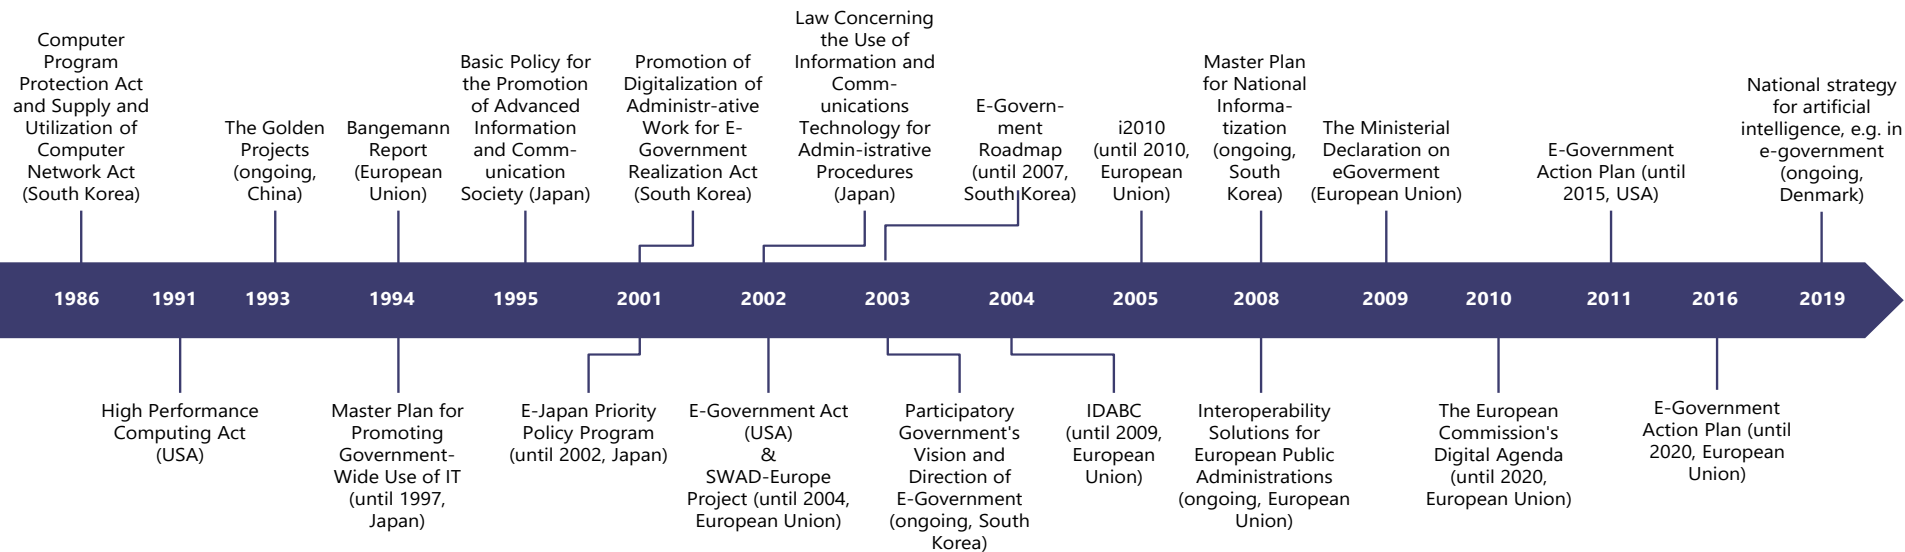 Computer
Program
Protection Act
and Supply and
Utilization of
Computer
Network Act
(South Korea)
The Golden
Projects
(ongoing,
China)
Bangemann
Report
(European
Union)
Basic Policy for
the Promotion
of Advanced
Information
and Comm-
unication
Society (Japan)
Promotion of
Digitalization of
Administr-ative
Work for E-
Government
Realization Act
(South Korea)
Law Concerning
the Use of
Information and
Comm-
unications
Technology for
Admin-istrative
Procedures
(Japan)
E-Govern-
ment
Roadmap
(until 2007,
South Korea)
i2010
(until 2010,
European
Union)
Master Plan
for National
Informa-
tization
(ongoing,
South
Korea)
The Ministerial
Declaration on
eGoverment
(European Union)
E-Government
Action Plan (until
2015, USA)
National strategy
for artificial
intelligence, e.g. in
e-government
(ongoing,
Denmark)
1986 1991 1993 1994 1995 2001 2002 2003 2004 2005 2008 2009 2010 2011 2016 2019
High Performance
Computing Act
(USA)
Master Plan for
Promoting
Government-
Wide Use of IT
(until 1997,
Japan)
E-Japan Priority
Policy Program
(until 2002, Japan)
E-Government Act
(USA)
&
SWAD-Europe
Project (until 2004,
European Union)
Participatory
Government's
Vision and
Direction of
E-Government
(ongoing, South
Korea)
IDABC
(until 2009,
European
Union)
Interoperability
Solutions for
European Public
Administrations
(ongoing, European
Union)
The European
Commission's
Digital Agenda
(until 2020,
European Union)
E-Government
Action Plan (until
2020, European
Union)